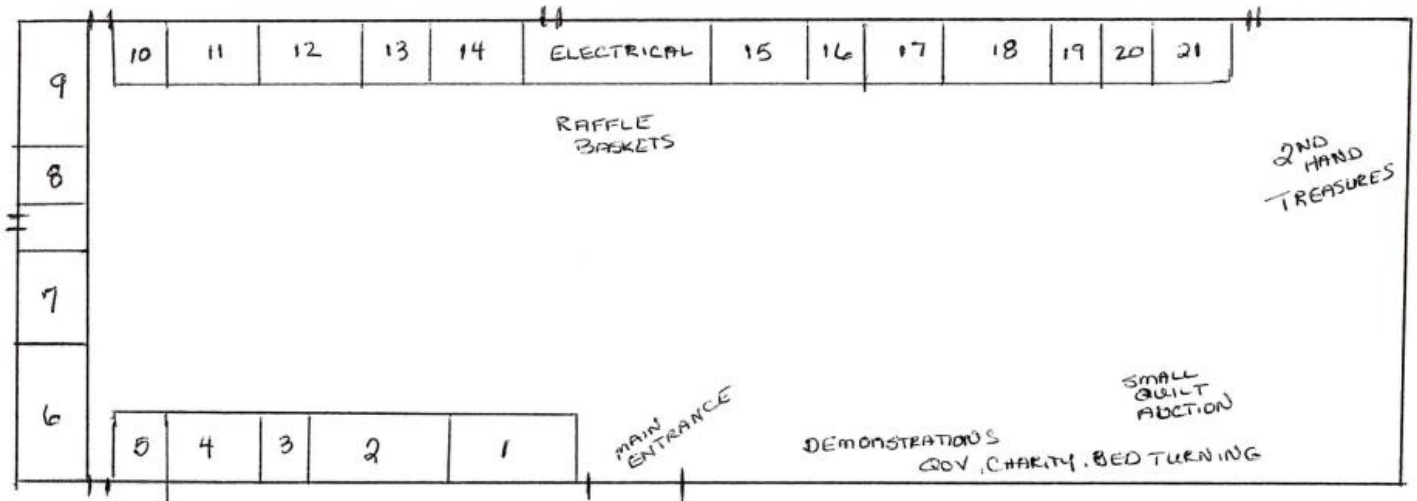 10 11 12 13 14 ELECTRICAL 15 16 17 18 19 20 21
9
RAFFLE
BASKETS
2ND
HAND
TREASURES
8
7
6
SMALL
QUILT
AUCTION
5 4 3 2 1
MAIN
ENTRANCE
DEMONSTRATIONS
QOV, CHARITY, BED TURNING